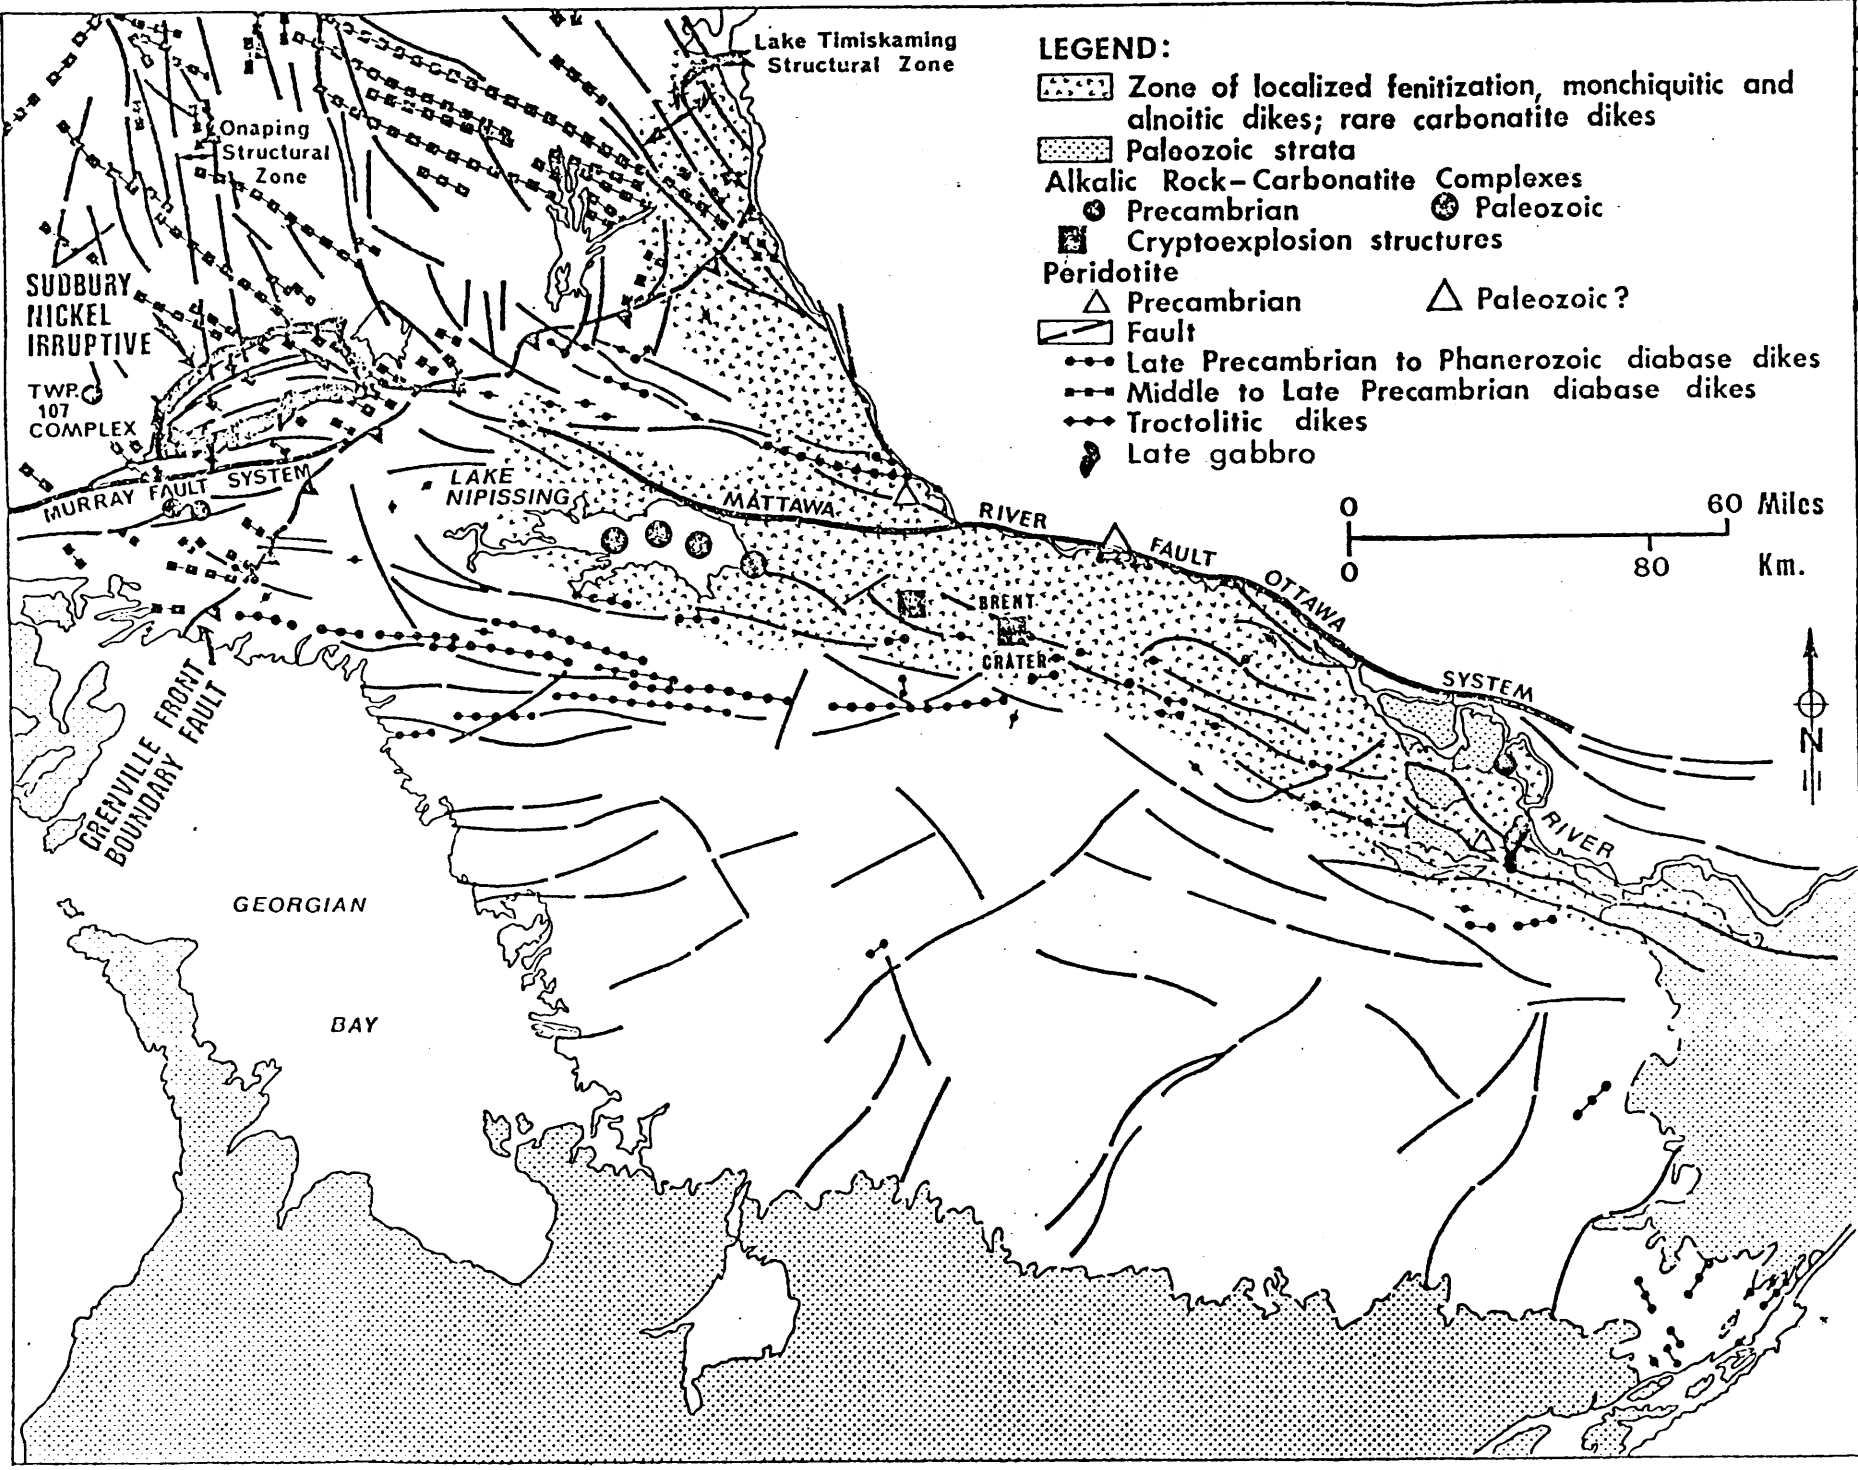 Lake Timiskaming
Structural Zone
Onaping
Structural
Zone
SUDBURY
NICKEL
IRRUPTIVE
TWP.
107
COMPLEX
MURRAY FAULT SYSTEM
LAKE
NIPISSING
MATTAWA
RIVER
FAULT
OTTAWA
SYSTEM
RIVER
BRENT
CRATER
GRENVILLE FRONT
BOUNDARY FAULT
GEORGIAN
BAY
LEGEND:
Zone of localized fenitization, monchiquitic and
alnoitic dikes; rare carbonatite dikes
Paleozoic strata
Alkalic Rock-Carbonatite Complexes
Precambrian Paleozoic
Cryptoexplosion structures
Peridotite
Precambrian Paleozoic?
Fault
Late Precambrian to Phanerozoic diabase dikes
Middle to Late Precambrian diabase dikes
Troctolitic dikes
Late gabbro
0 60 Miles
0 80 Km.
N